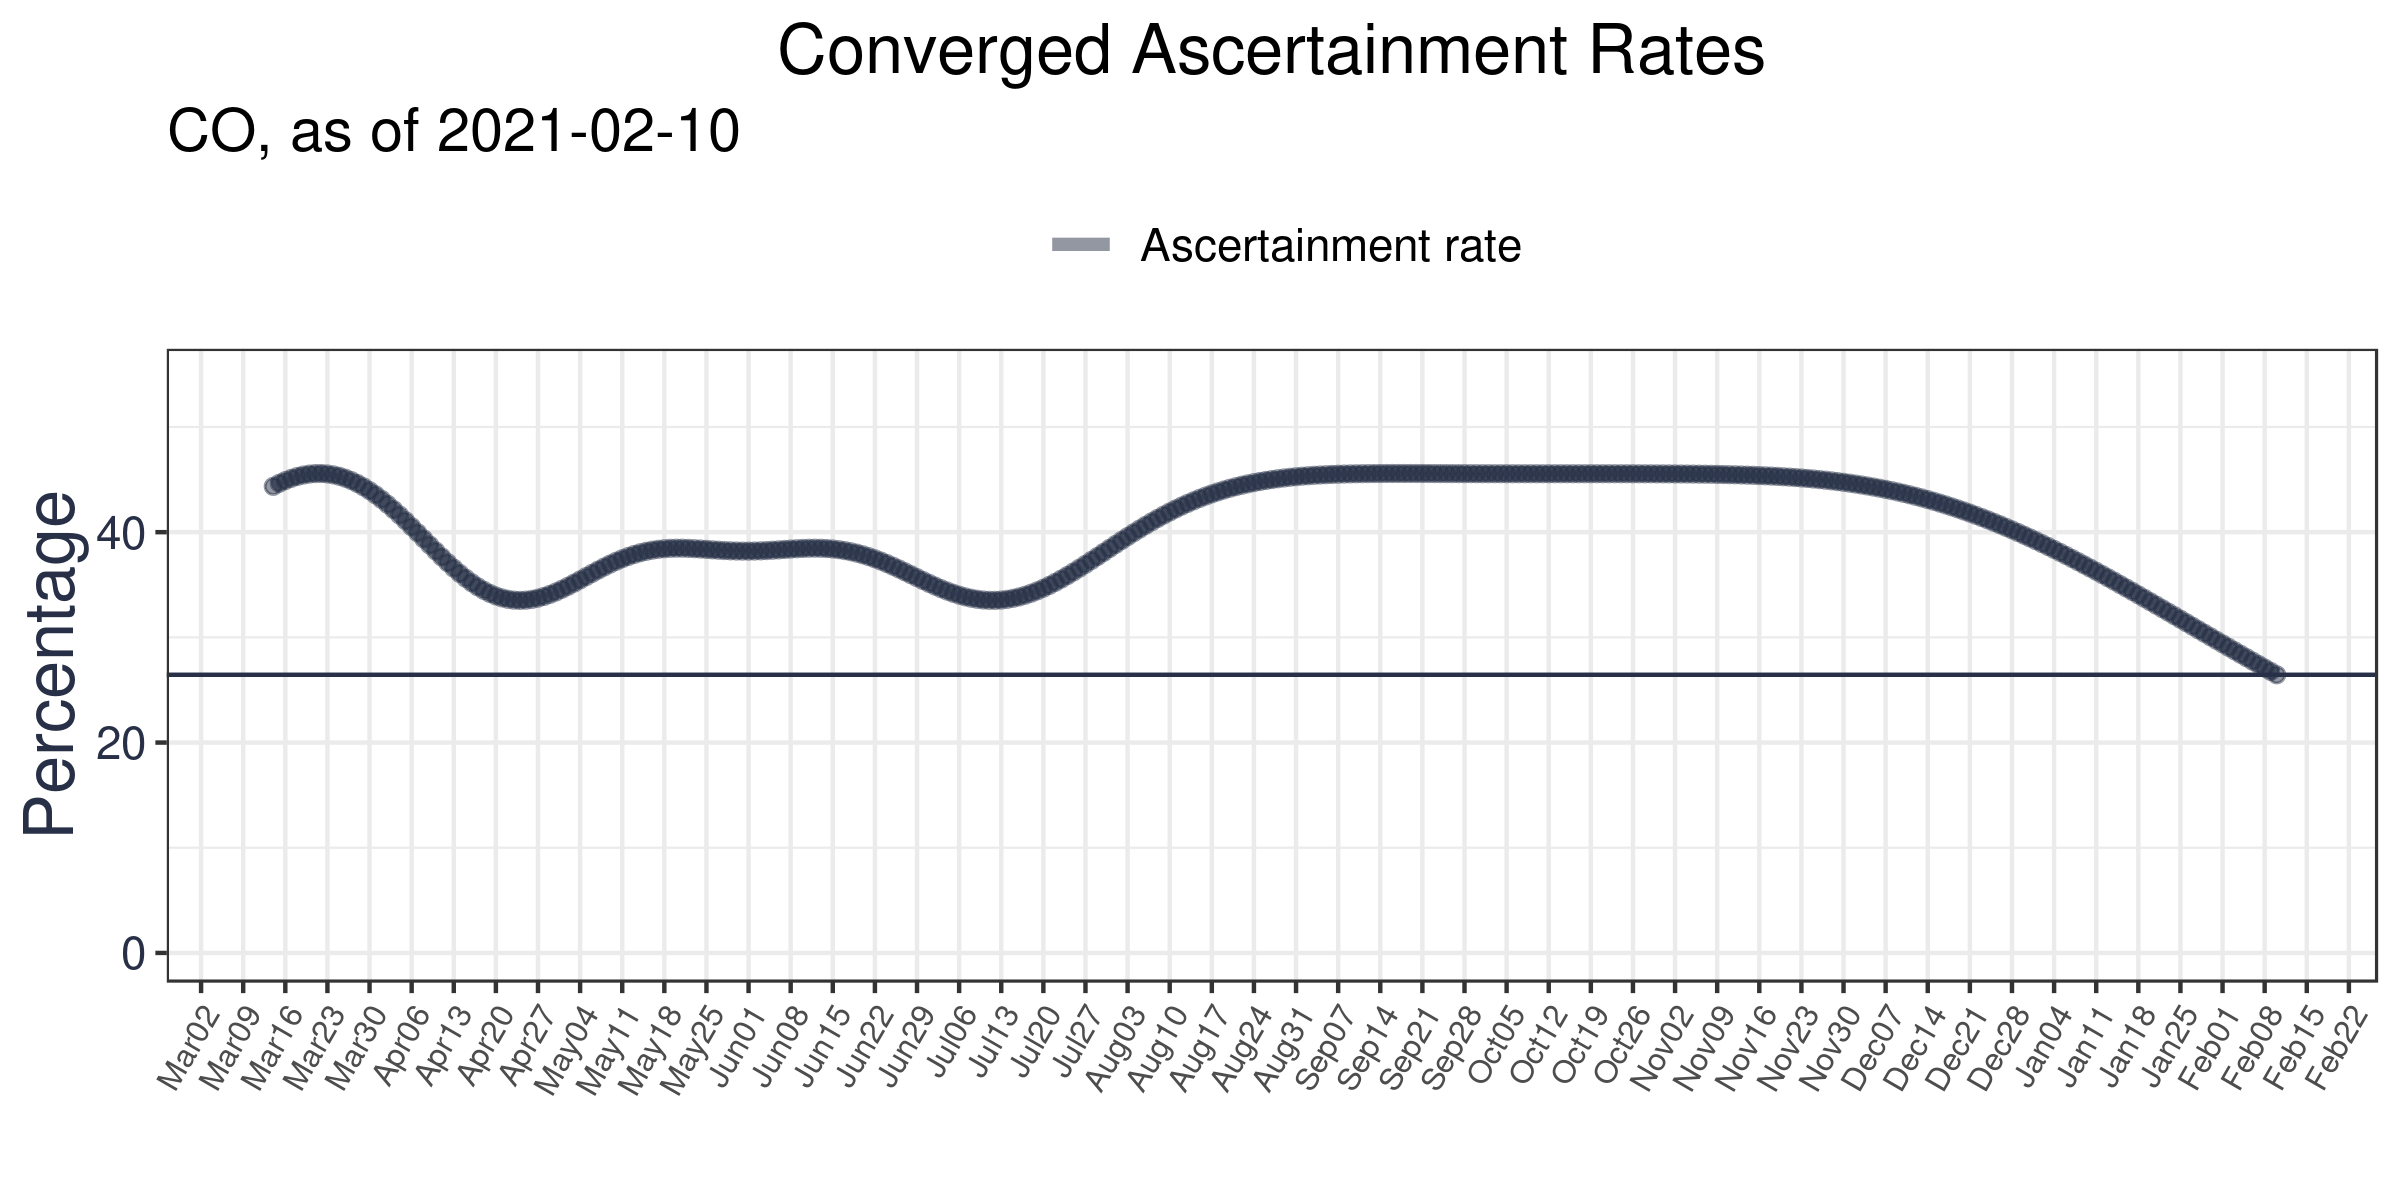 Converged Ascertainment Rates
CO, as of 2021-02-10
Ascertainment rate
Percentage
40
20
0
Mar02
Mar09
Mar16
Mar23
Mar30
Apr06
Apr13
Apr20
Apr27
May04
May11
May18
May25
Jun01
Jun08
Jun15
Jun22
Jun29
Jul06
Jul13
Jul20
Jul27
Aug03
Aug10
Aug17
Aug24
Aug31
Sep07
Sep14
Sep21
Sep28
Oct05
Oct12
Oct19
Oct26
Nov02
Nov09
Nov16
Nov23
Nov30
Dec07
Dec14
Dec21
Dec28
Jan04
Jan11
Jan18
Jan25
Feb01
Feb08
Feb15
Feb22